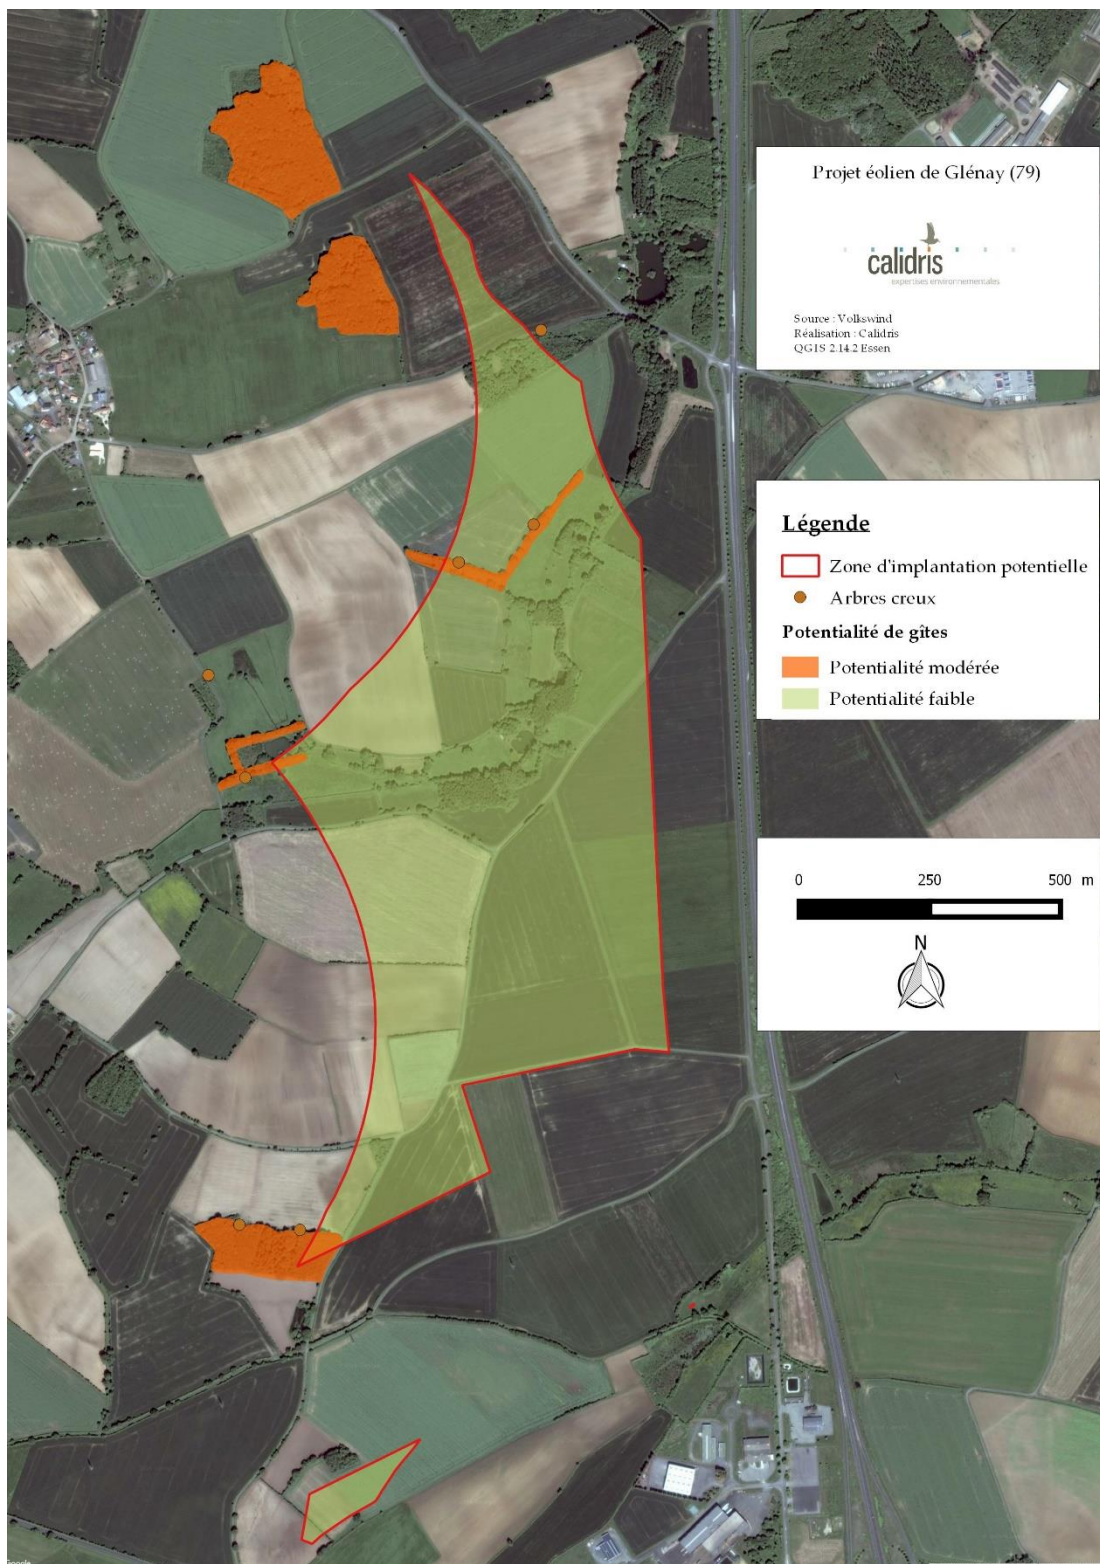 Projet éolien de Glénay (79)
calidris
expertises environnementales
Source : Volkswind
Réalisation : Calidris
QGIS 2.14.2 Essen
Légende
Zone d'implantation potentielle
Arbres creux
Potentialité de gîtes
Potentialité modérée
Potentialité faible
0 250 500 m
N
Google